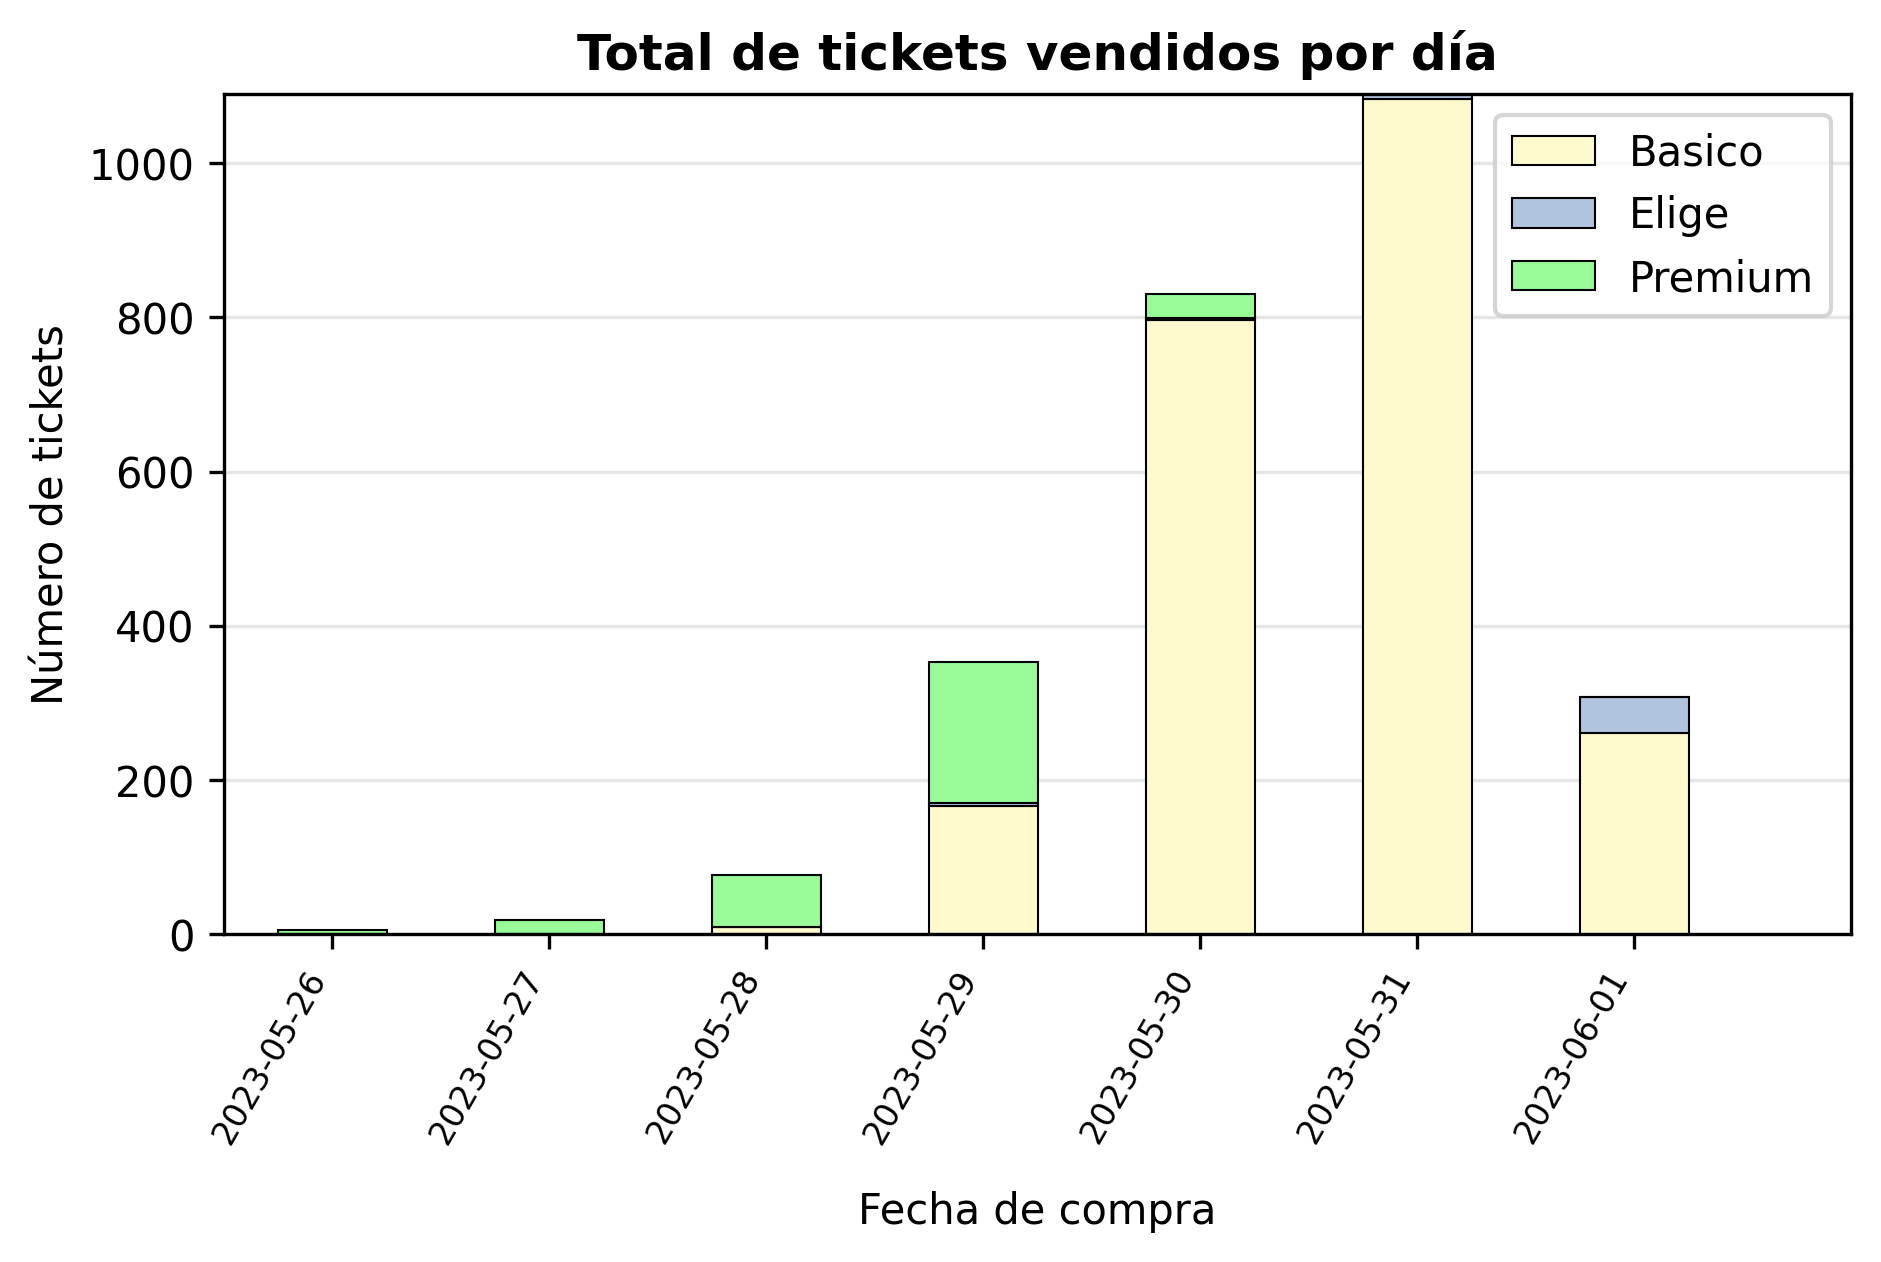 Total de tickets vendidos por día
Número de tickets
1000
800
600
400
200
0
Basico
Elige
Premium
2023-05-26
2023-05-27
2023-05-28
2023-05-29
2023-05-30
2023-05-31
2023-06-01
Fecha de compra